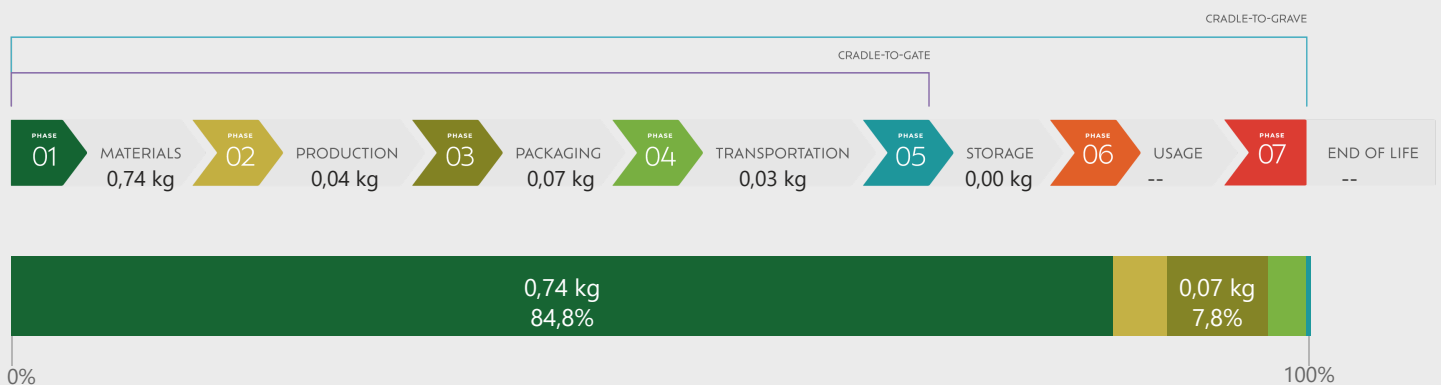 CRADLE-TO-GRAVE
CRADLE-TO-GATE
PHASE
01
MATERIALS
0,74 kg
PHASE
02
PRODUCTION
0,04 kg
PHASE
03
PACKAGING
0,07 kg
PHASE
04
TRANSPORTATION
0,03 kg
PHASE
05
STORAGE
0,00 kg
PHASE
06
USAGE
--
PHASE
07
END OF LIFE
--
0,74 kg
84,8%
0,07 kg
7,8%
0%
100%